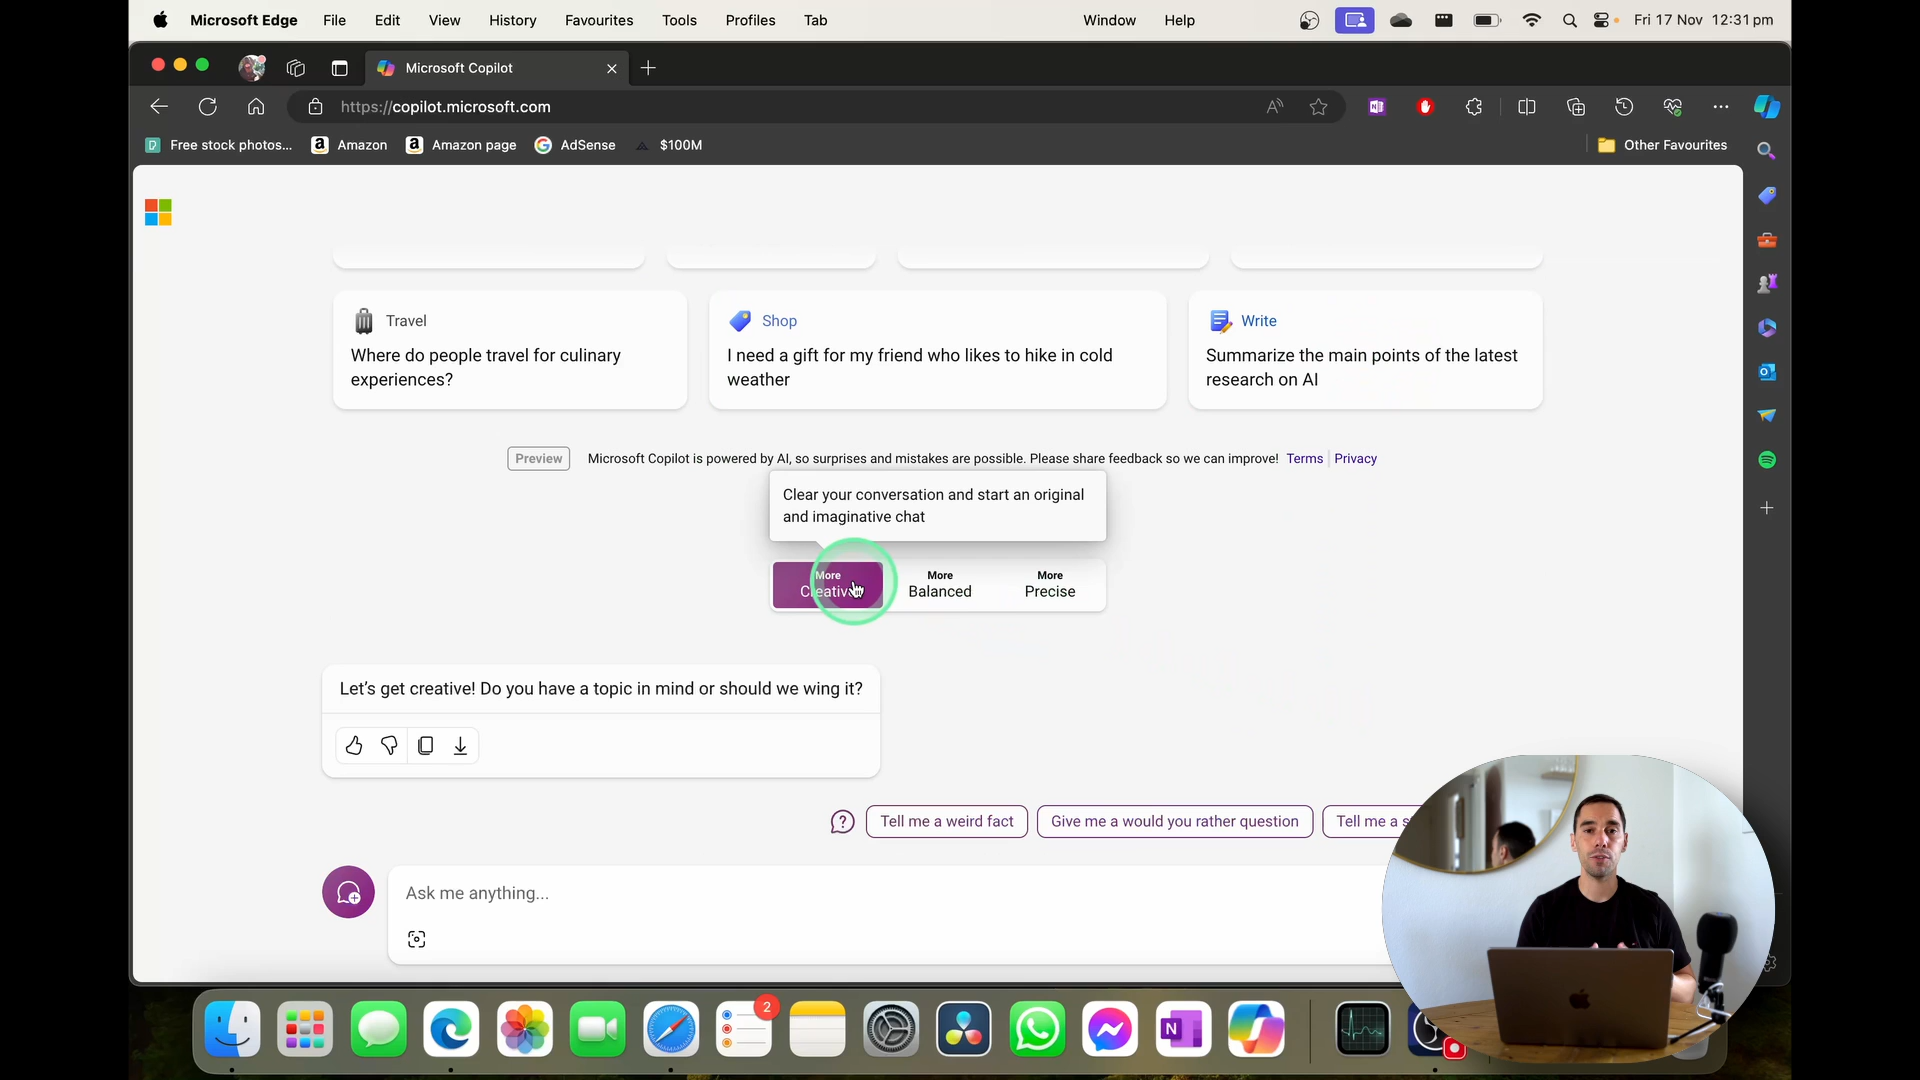 Microsoft Edge File Edit View History Favourites Tools Profiles Tab Window Help Fri 17 Nov 12:31 pm
Microsoft Copilot
https://copilot.microsoft.com
Free stock photos... Amazon Amazon page AdSense $100M Other Favourites
Travel
Where do people travel for culinary
experiences?
Shop
I need a gift for my friend who likes to hike in cold
weather
Write
Summarize the main points of the latest
research on AI
Preview Microsoft Copilot is powered by AI, so surprises and mistakes are possible. Please share feedback so we can improve! Terms Privacy
Clear your conversation and start an original
and imaginative chat
More
Creative
More
Balanced
More
Precise
Let's get creative! Do you have a topic in mind or should we wing it?
Tell me a weird fact Give me a would you rather question Tell me a
Ask me anything...
2